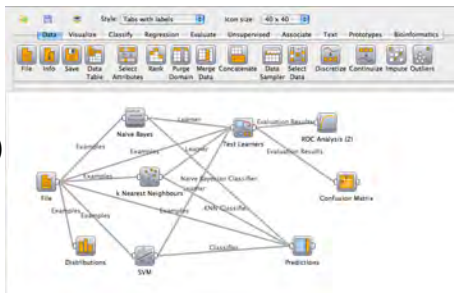 Style: Tabs with labels Icon size: 40 x 40
Data Visualize Classify Regression Evaluate Unsupervised Associate Text Prototypes Bioinformatics
File Info Save Data Table Select Attributes Rank Purge Domain Merge Data Concatenate Data Sampler Select Data Discretize Continuize Impute Outliers
Learner
Evaluation Results
Naive Bayes
Examples
Test Learners
ROC Analysis (2)
Examples
Learner
Evaluation Results
Examples
Naive Bayesian Classifier
File
k Nearest Neighbours
Learner
Confusion Matrix
Examples
Examples
Examples
KNN Classifier
Classifier
Distributions
SVM
Predictions
)